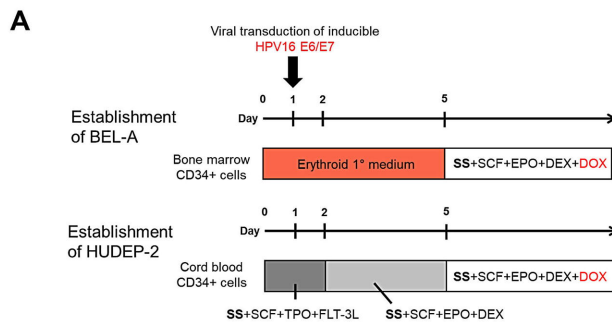 A
Viral transduction of inducible
HPV16 E6/E7
0 1 2 5
Day
Establishment
of BEL-A
Bone marrow
CD34+ cells
Erythroid 1° medium
SS+SCF+EPO+DEX+DOX
0 1 2 5
Day
Establishment
of HUDEP-2
Cord blood
CD34+ cells
SS+SCF+EPO+DEX+DOX
SS+SCF+TPO+FLT-3L
SS+SCF+EPO+DEX